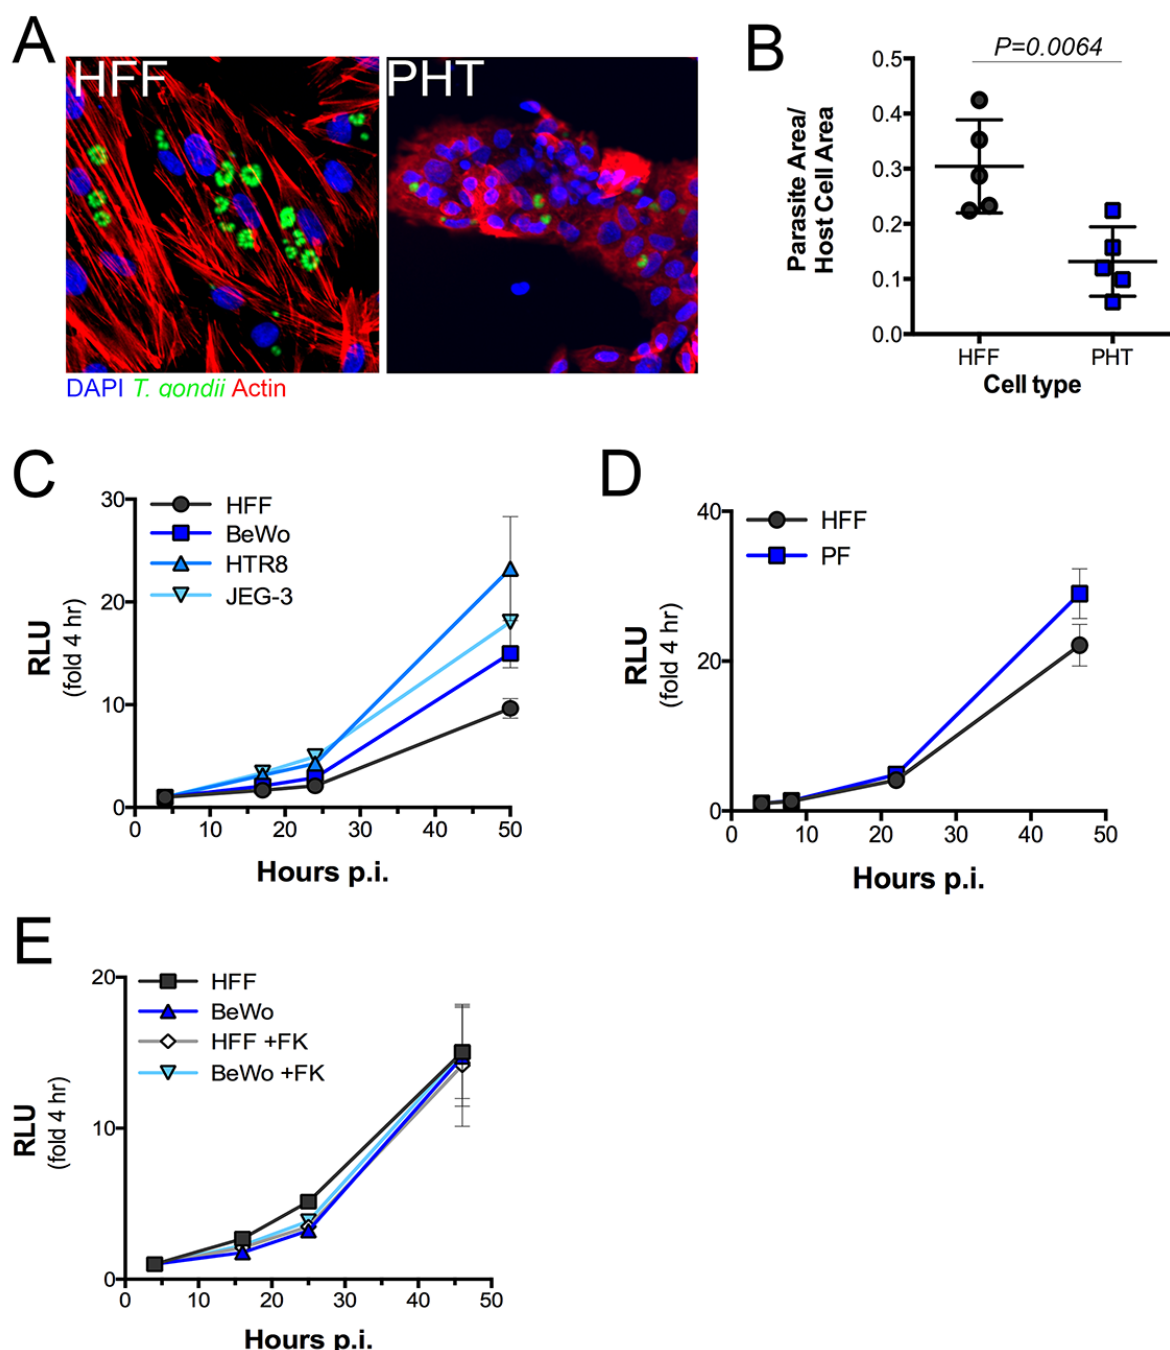 A
HFF
PHT
DAPI T. gondii Actin
B
P=0.0064
Parasite Area/
Host Cell Area
0.5
0.4
0.3
0.2
0.1
0.0
HFF
PHT
Cell type
C
HFF
BeWo
HTR8
JEG-3
RLU
(fold 4 hr)
30
20
10
0
0 10 20 30 40 50
Hours p.i.
D
HFF
PF
RLU
(fold 4 hr)
40
20
0
0 10 20 30 40 50
Hours p.i.
E
HFF
BeWo
HFF +FK
BeWo +FK
RLU
(fold 4 hr)
20
10
0
0 10 20 30 40 50
Hours p.i.